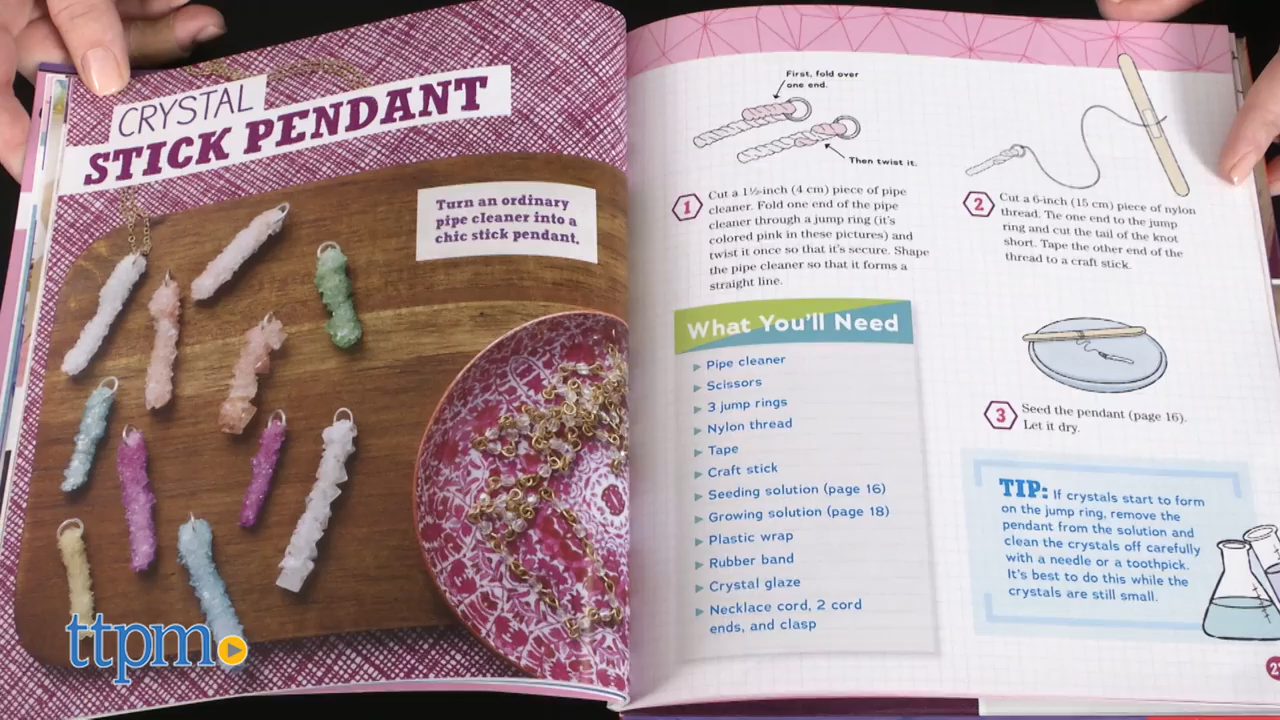 CRYSTAL
STICK PENDANT
Turn an ordinary
pipe cleaner into a
chic stick pendant.
ttpm
First, fold over
one end.
Then twist it.
1
Cut a 1½-inch (4 cm) piece of pipe
cleaner. Fold one end of the pipe
cleaner through a jump ring (it's
colored pink in these pictures) and
twist it once so that it's secure. Shape
the pipe cleaner so that it forms a
straight line.
What You'll Need
Pipe cleaner
Scissors
3 jump rings
Nylon thread
Tape
Craft stick
Seeding solution (page 16)
Growing solution (page 18)
Plastic wrap
Rubber band
Crystal glaze
Necklace cord, 2 cord
ends, and clasp
2
Cut a 6-inch (15 cm) piece of nylon
thread. Tie one end to the jump
ring and cut the tail of the knot
short. Tape the other end of the
thread to a craft stick.
3
Seed the pendant (page 16).
Let it dry.
TIP: If crystals start to form
on the jump ring, remove the
pendant from the solution and
clean the crystals off carefully
with a needle or a toothpick.
It's best to do this while the
crystals are still small.